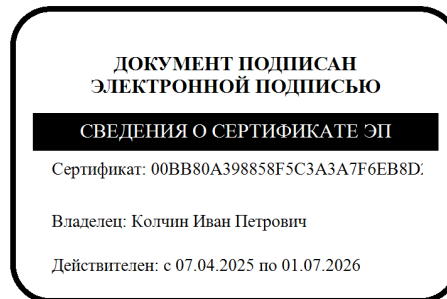 ДОКУМЕНТ ПОДПИСАН
ЭЛЕКТРОННОЙ ПОДПИСЬЮ
СВЕДЕНИЯ О СЕРТИФИКАТЕ ЭП
Сертификат: 00BB80A398858F5C3A3A7F6EB8D
Владелец: Колчин Иван Петрович
Действителен: с 07.04.2025 по 01.07.2026